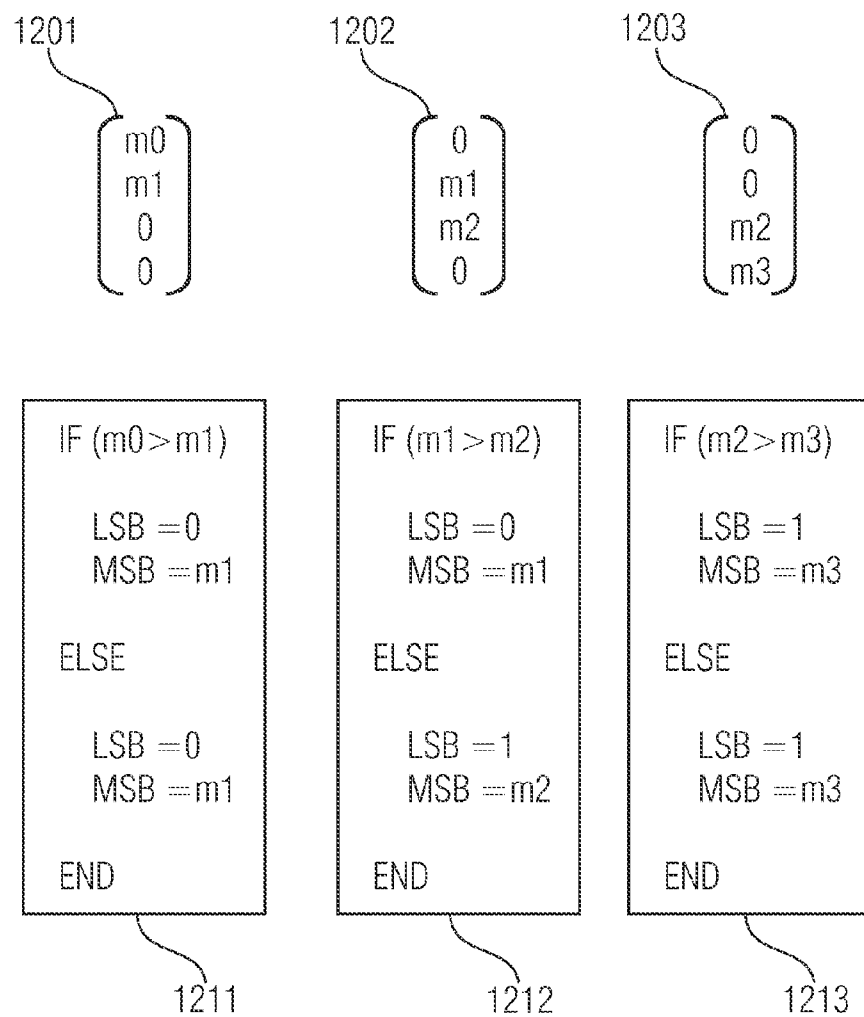 1201
1202
1203
m0
m1
0
0
0
m1
m2
0
0
0
m2
m3
IF (m0>m1)
LSB =0
MSB =m1
ELSE
LSB =0
MSB =m1
END
IF (m1>m2)
LSB =0
MSB =m1
ELSE
LSB =1
MSB =m2
END
IF (m2>m3)
LSB =1
MSB =m3
ELSE
LSB =1
MSB =m3
END
1211
1212
1213